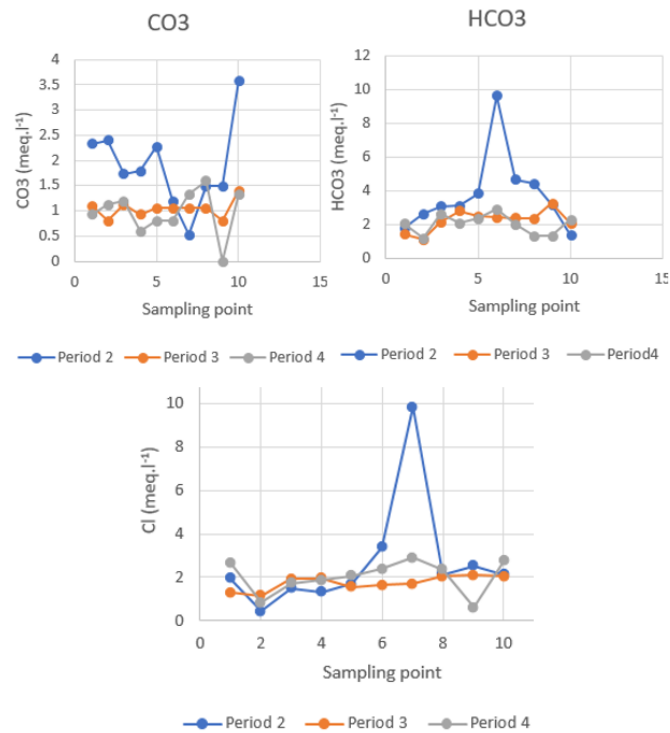 CO3
4
3.5
3
2.5
2
1.5
1
0.5
0
0 5 10 15
CO3 (meq.l-1)
Sampling point
Period 2 Period 3 Period 4
HCO3
12
10
8
6
4
2
0
0 5 10 15
HCO3 (meq.l-1)
Sampling point
Period 2 Period 3 Period4
10
8
6
4
2
0
0 2 4 6 8 10
Cl (meq.l-1)
Sampling point
Period 2 Period 3 Period 4